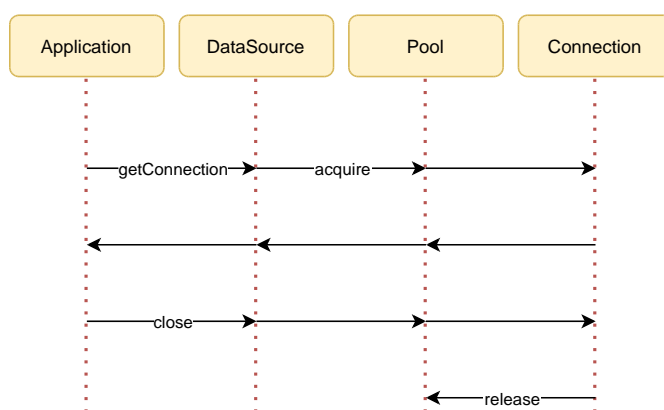 Application
DataSource
Pool
Connection
getConnection
acquire
close
release